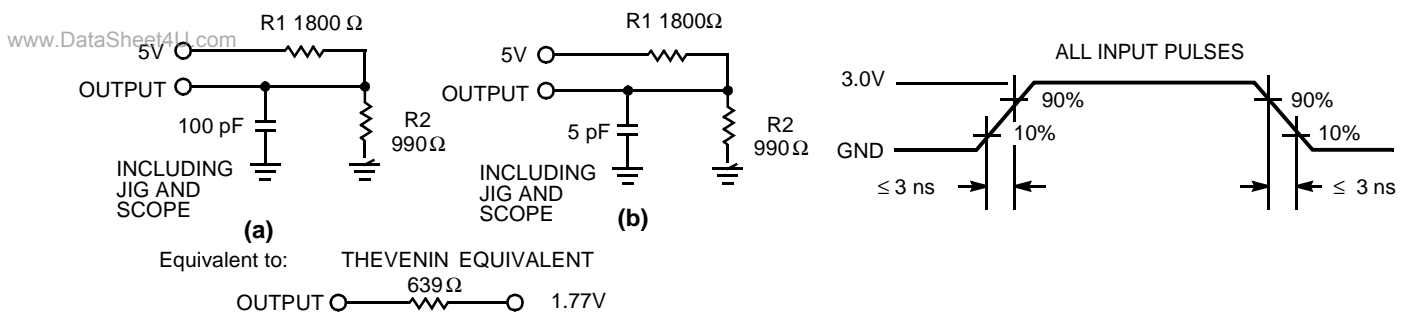 www.DataSheet4U.com
R1 1800 Ω
5V
OUTPUT
100 pF
R2
990Ω
INCLUDING
JIG AND
SCOPE
(a)
R1 1800Ω
5V
OUTPUT
5 pF
R2
990Ω
INCLUDING
JIG AND
SCOPE
(b)
ALL INPUT PULSES
3.0V
90%
10%
90%
10%
GND
≤ 3 ns
≤ 3 ns
Equivalent to: THEVENIN EQUIVALENT
639Ω
OUTPUT
1.77V